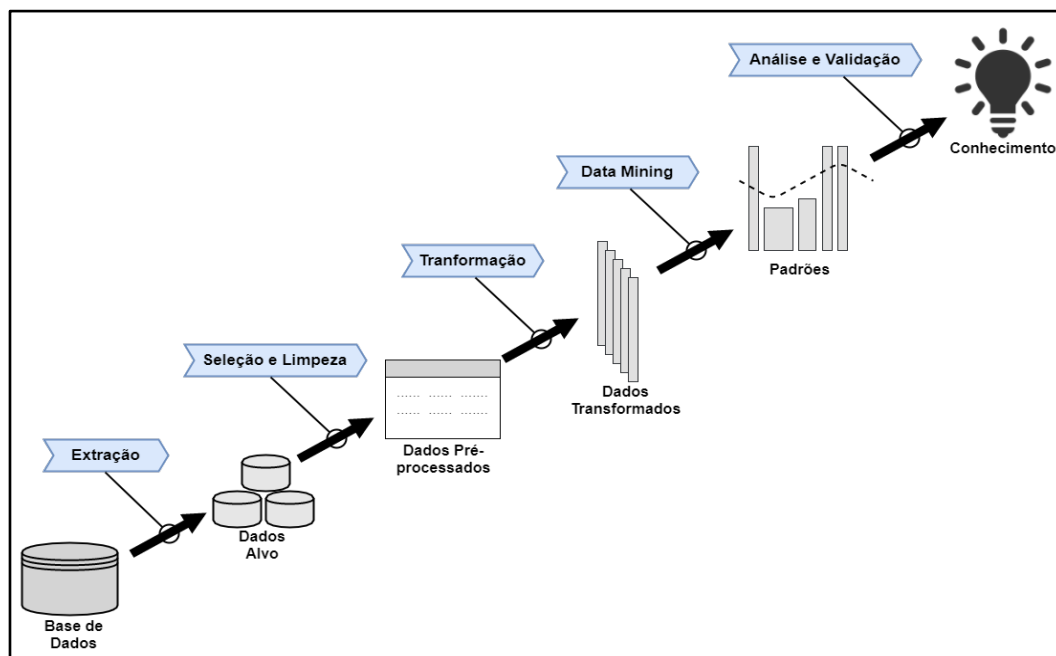 Análise e Validação
Conhecimento
Data Mining
Padrões
Tranformação
Dados
Transformados
Seleção e Limpeza
Dados Pré-
processados
Extração
Dados
Alvo
Base de
Dados